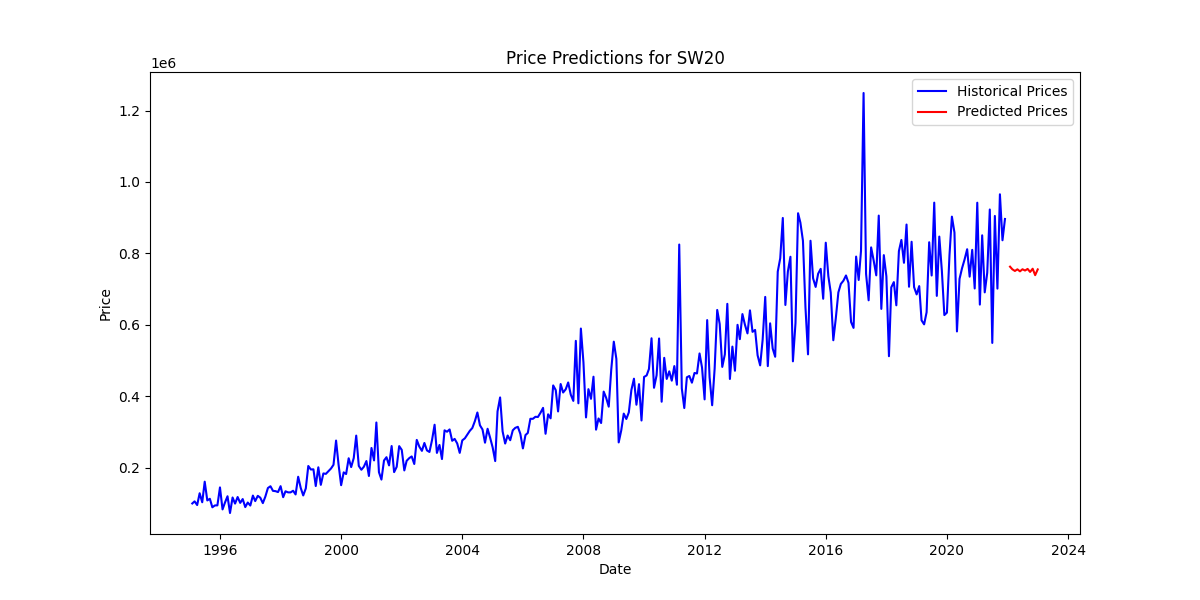 Price Predictions for SW20
1e6
Historical Prices
Predicted Prices
1.2
1.0
0.8
0.6
0.4
0.2
Price
1996 2000 2004 2008 2012 2016 2020 2024
Date